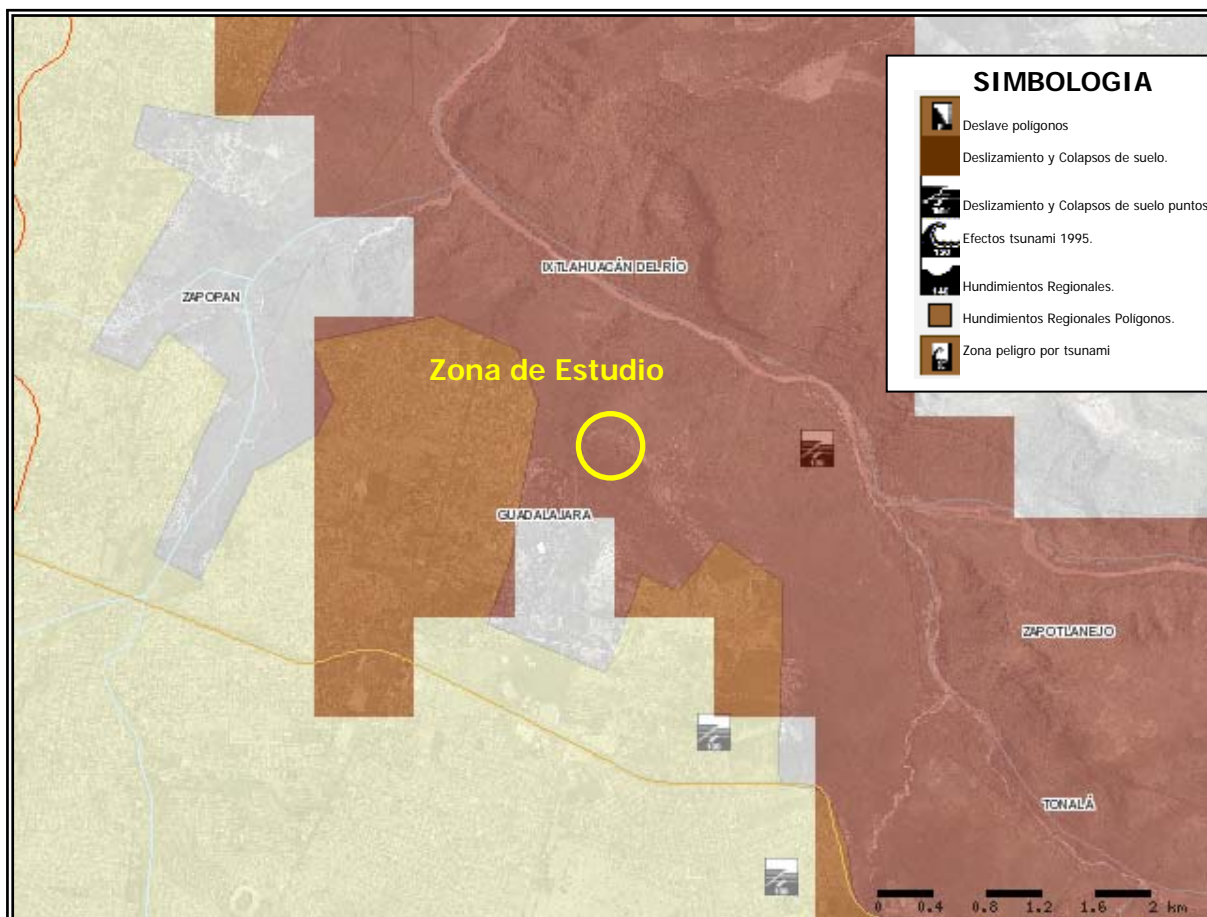 SIMBOLOGIA
Deslave polígonos
Deslizamiento y Colapsos de suelo.
Deslizamiento y Colapsos de suelo puntos
Efectos tsunami 1995.
Hundimientos Regionales.
Hundimientos Regionales Polígonos.
Zona peligro por tsunami
IXTLAHUACÁN DEL RÍO
ZAPOPAN
Zona de Estudio
GUADALAJARA
ZAPOTLANEJO
TONALÁ
0 0.4 0.8 1.2 1.6 2 km